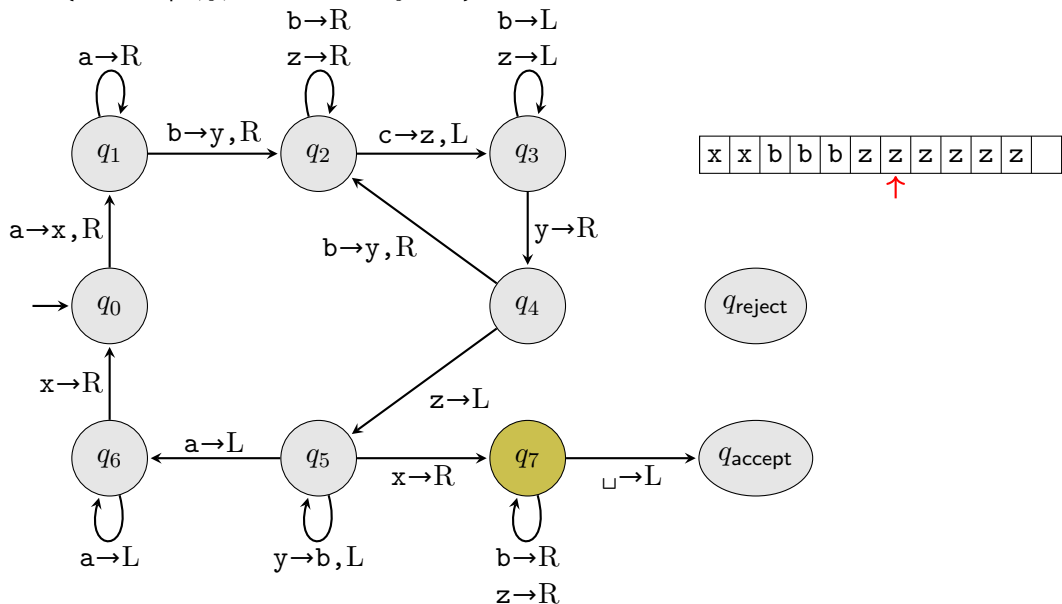 b→R
b→L
z→R
z→L
a→R
q1
b→y,R
q2
c→z,L
q3
x x b b b z z z z z z
↑
a→x,R
b→y,R
y→R
q0
q4
qreject
x→R
z→L
q6
a→L
q5
x→R
q7
␣→L
qaccept
a→L
y→b,L
b→R
z→R